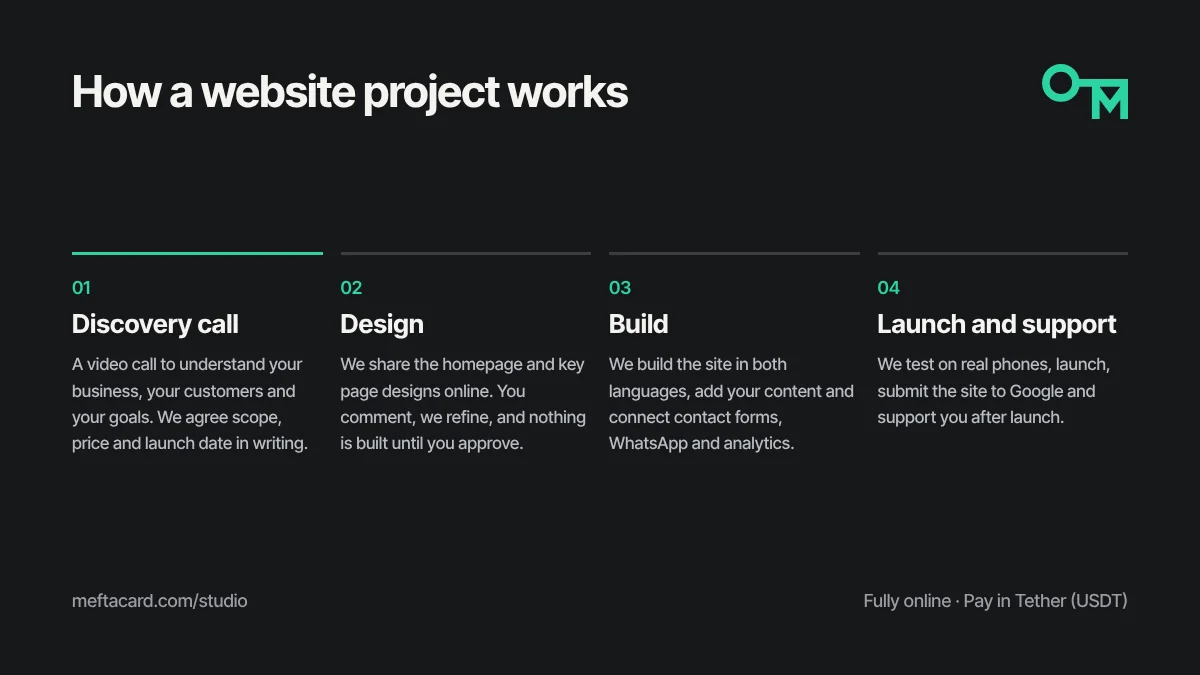 How a website project works
M
01
Discovery call
A video call to understand your
business, your customers and
your goals. We agree scope,
price and launch date in writing.
02
Design
We share the homepage and key
page designs online. You
comment, we refine, and nothing
is built until you approve.
03
Build
We build the site in both
languages, add your content and
connect contact forms,
WhatsApp and analytics.
04
Launch and support
We test on real phones, launch,
submit the site to Google and
support you after launch.
meftacard.com/studio
Fully online · Pay in Tether (USDT)